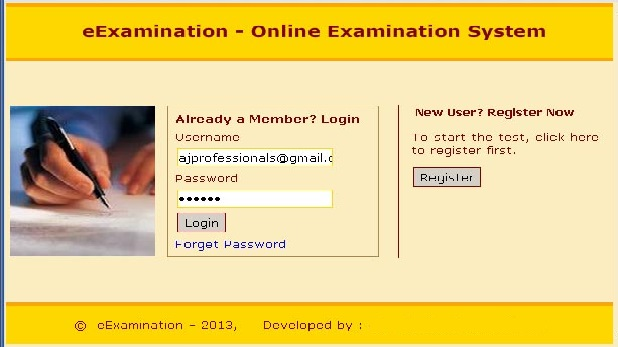 eExamination - Online Examination System
Already a Member? Login
Username
ajprofessionals@gmail.c
Password
••••••
Login
Forget Password
New User? Register Now
To start the test, click here
to register first.
Register
© eExamination - 2013, Developed by : -